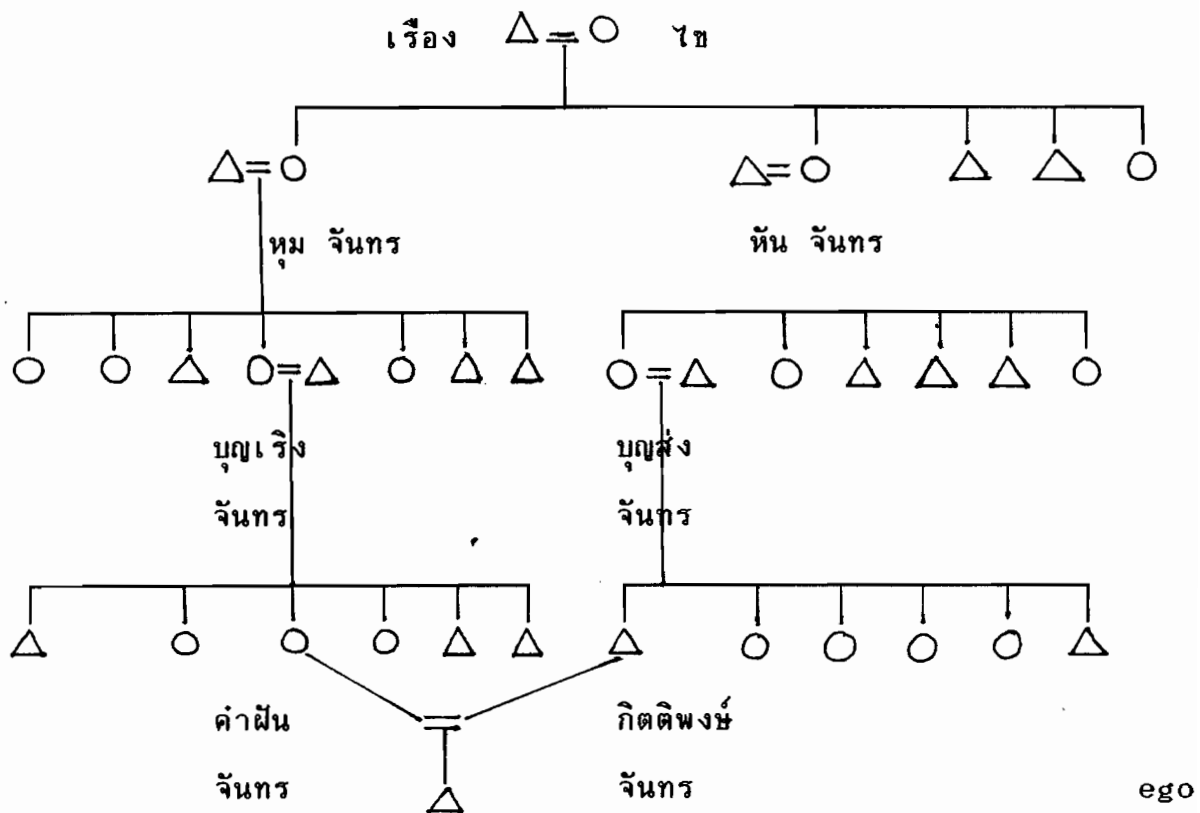 เรือง ไข
หุม จันทร หัน จันทร
บุญเริง บุญส่ง
จันทร จันทร
คำฝัน กิตติพงษ์
จันทร จันทร ego